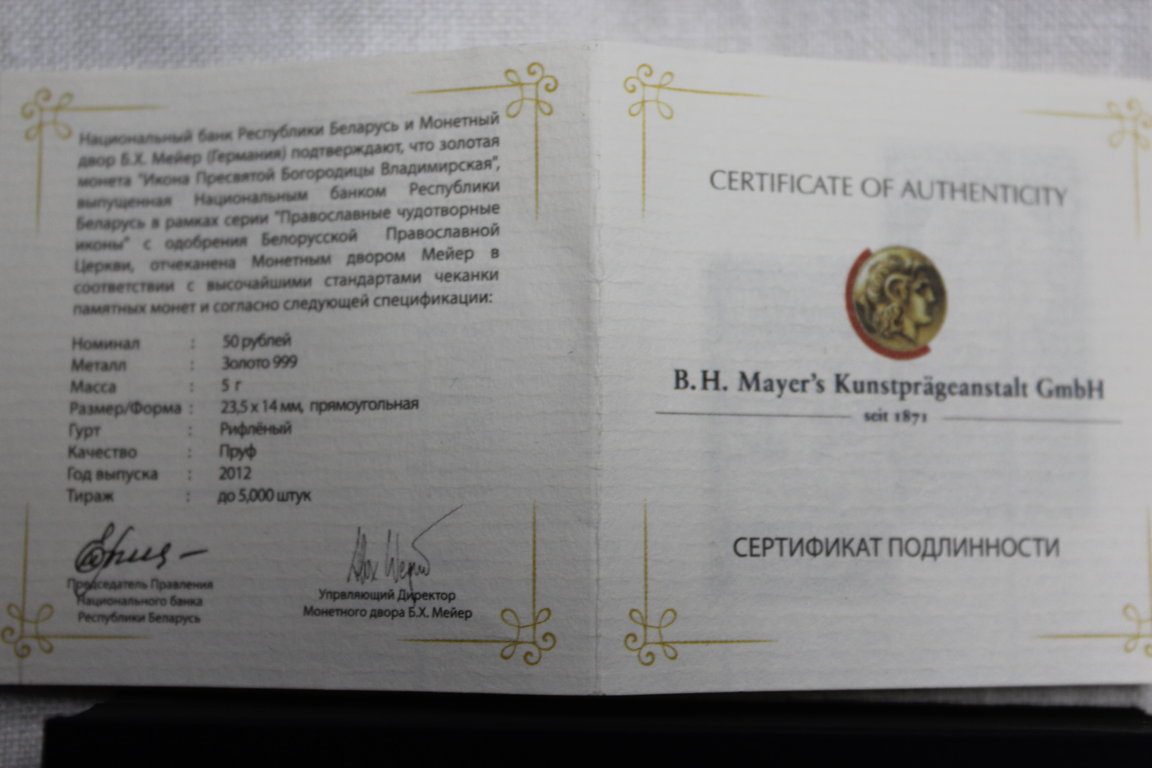 Национальный банк Республики Беларусь и Монетный
двор Б.Х. Мейер (Германия) подтверждают, что золотая
монета "Икона Пресвятой Богородицы Владимирская",
выпущенная Национальным банком Республики
Беларусь в рамках серии "Православные чудотворные
иконы" с одобрения Белорусской Православной
Церкви, отчеканена Монетным двором Мейер в
соответствии с высочайшими стандартами чеканки
памятных монет и согласно следующей спецификации:
Номинал : 50 рублей
Металл : Золото 999
Масса : 5 г
Размер/Форма : 23,5 x 14 мм, прямоугольная
Гурт : Рифлёный
Качество : Пруф
Год выпуска : 2012
Тираж : до 5,000 штук
Председатель Правления
Национального банка
Республики Беларусь
Упрвляющий Директор
Монетного двора Б.Х. Мейер
CERTIFICATE OF AUTHENTICITY
B.H. Mayer's Kunstprägeanstalt GmbH
seit 1871
СЕРТИФИКАТ ПОДЛИННОСТИ